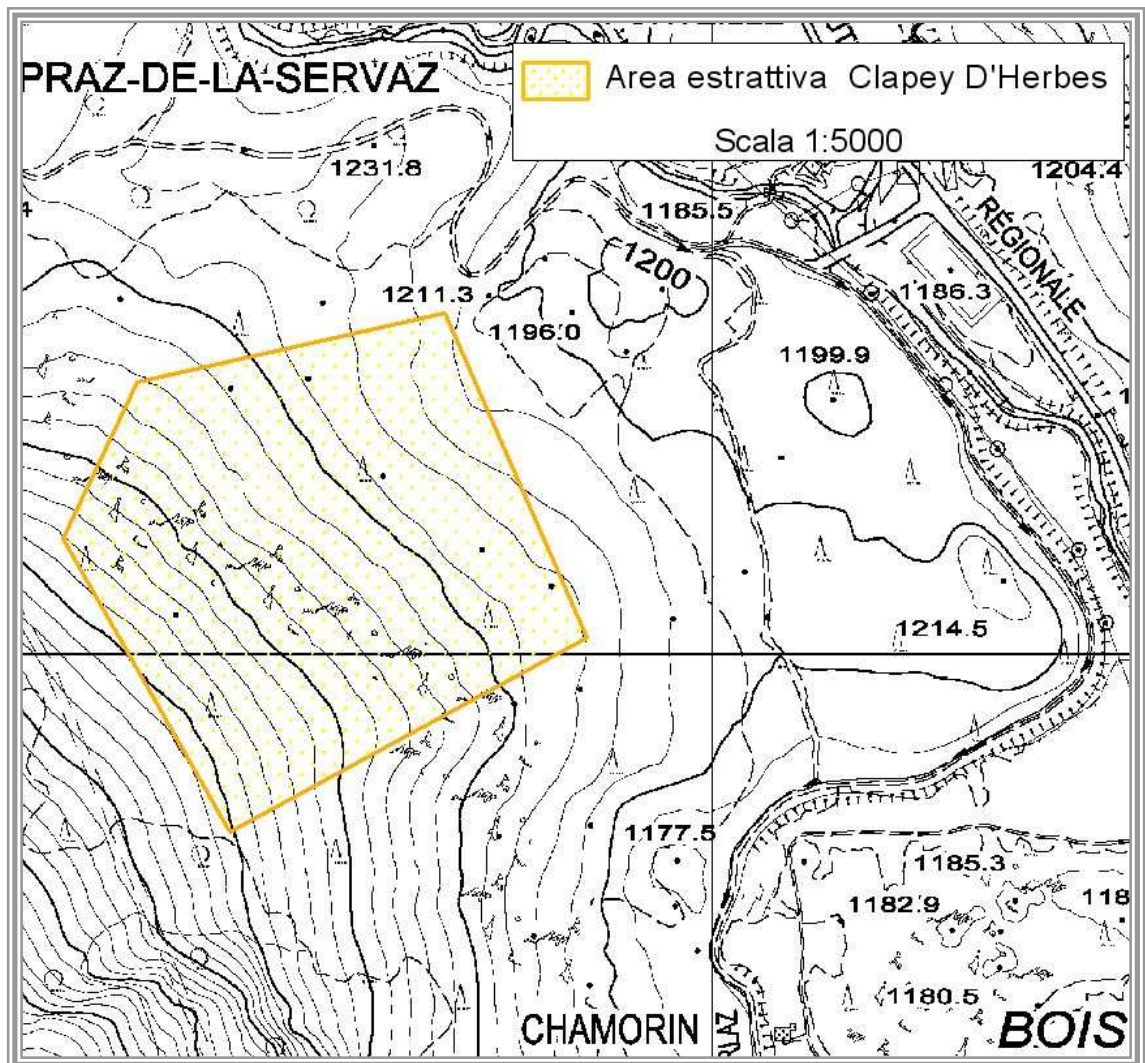 PRAZ-DE-LA-SERVAZ
Area estrattiva Clapey D'Herbes
Scala 1:5000
1231.8
1204.4
1185.5
RÉGIONALE
1200
1211.3
1186.3
1196.0
1199.9
1214.5
1177.5
1185.3
1182.9
118
1180.5
CHAMORIN
RLAZ
BOIS